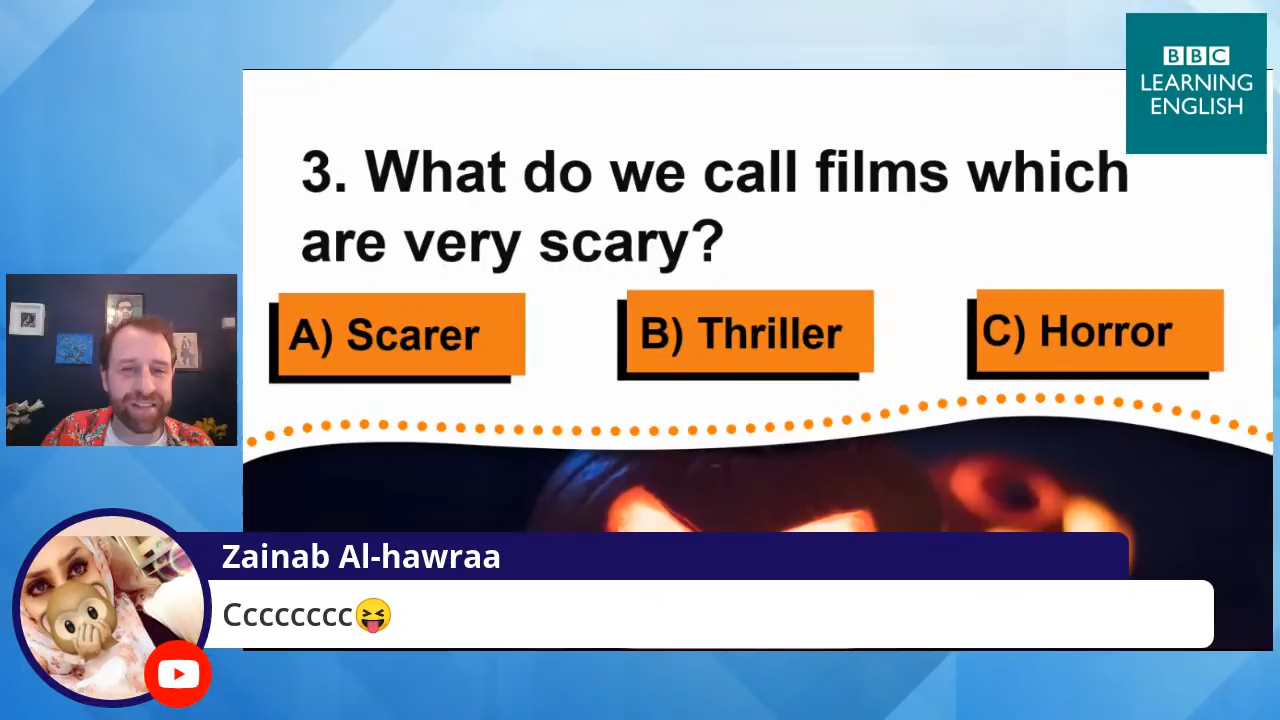 BBC
LEARNING
ENGLISH
3. What do we call films which
are very scary?
A) Scarer
B) Thriller
C) Horror
Zainab Al-hawraa
Cccccccc😝